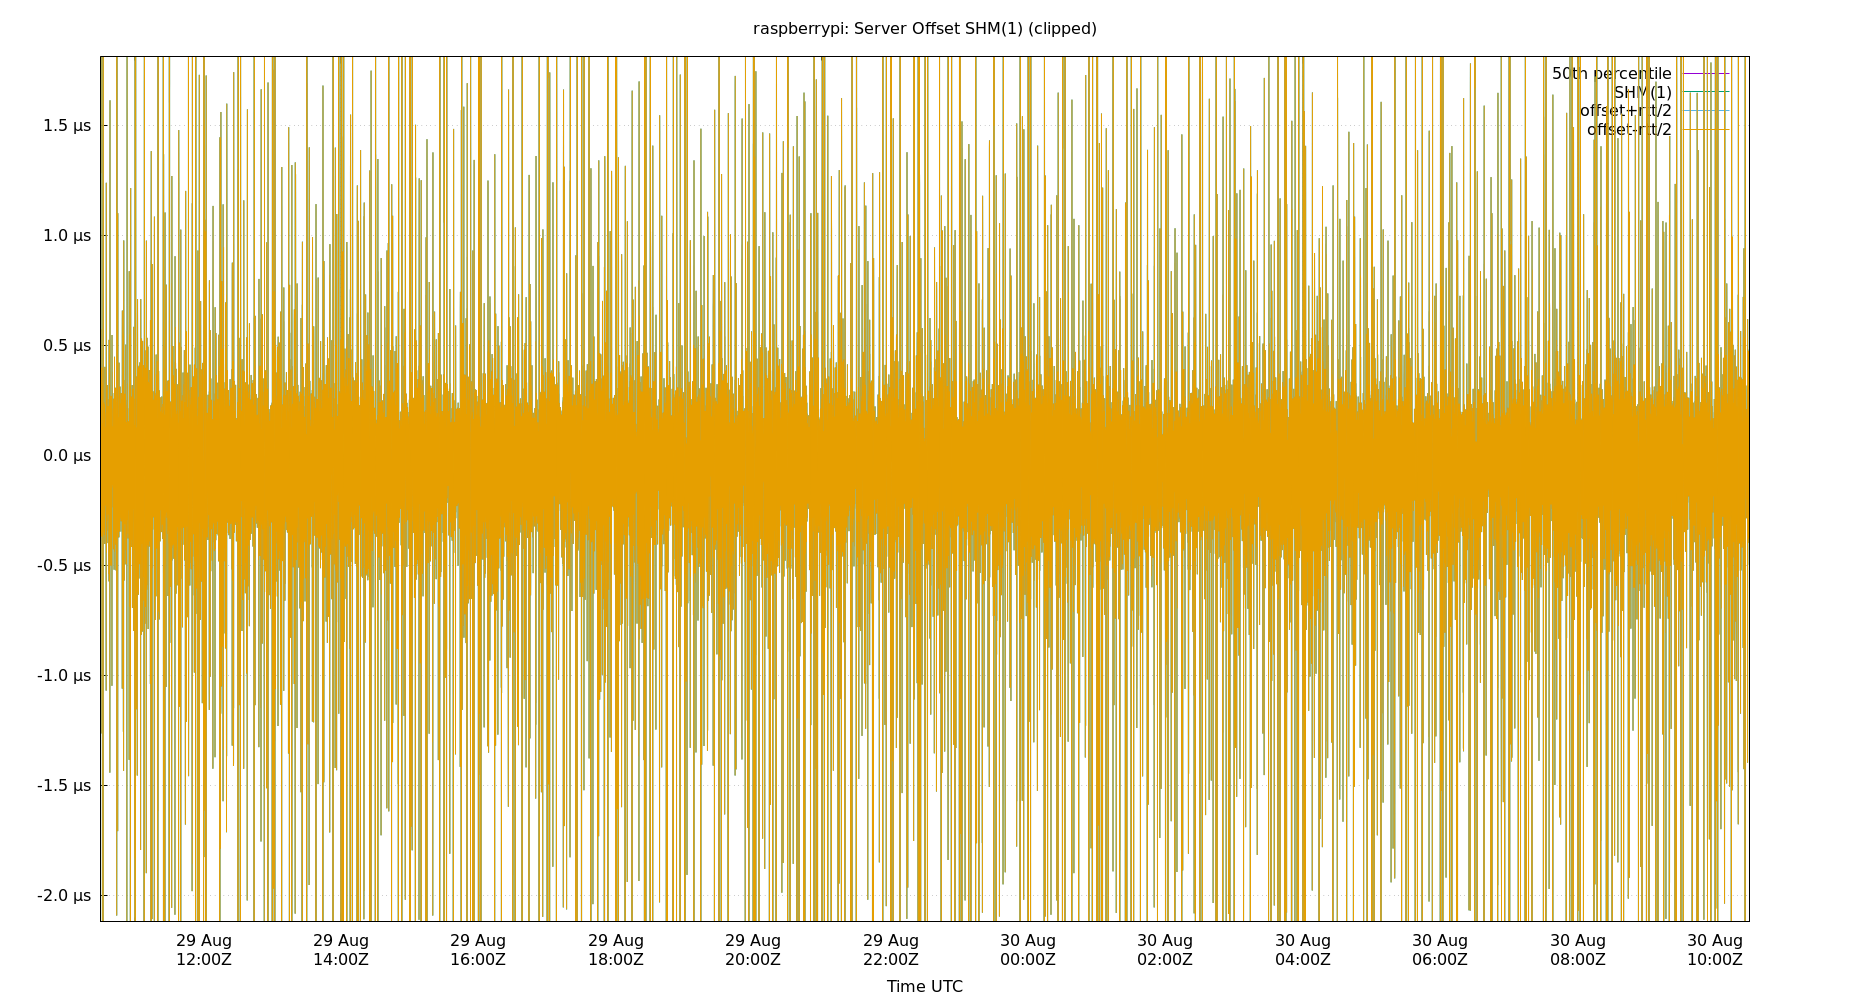 raspberrypi: Server Offset SHM(1) (clipped)
50th percentile
SHM(1)
offset+rtt/2
offset-rtt/2
1.5 µs
1.0 µs
0.5 µs
0.0 µs
-0.5 µs
-1.0 µs
-1.5 µs
-2.0 µs
29 Aug 29 Aug 29 Aug 29 Aug 29 Aug 29 Aug 30 Aug 30 Aug 30 Aug 30 Aug 30 Aug 30 Aug
12:00Z 14:00Z 16:00Z 18:00Z 20:00Z 22:00Z 00:00Z 02:00Z 04:00Z 06:00Z 08:00Z 10:00Z
Time UTC